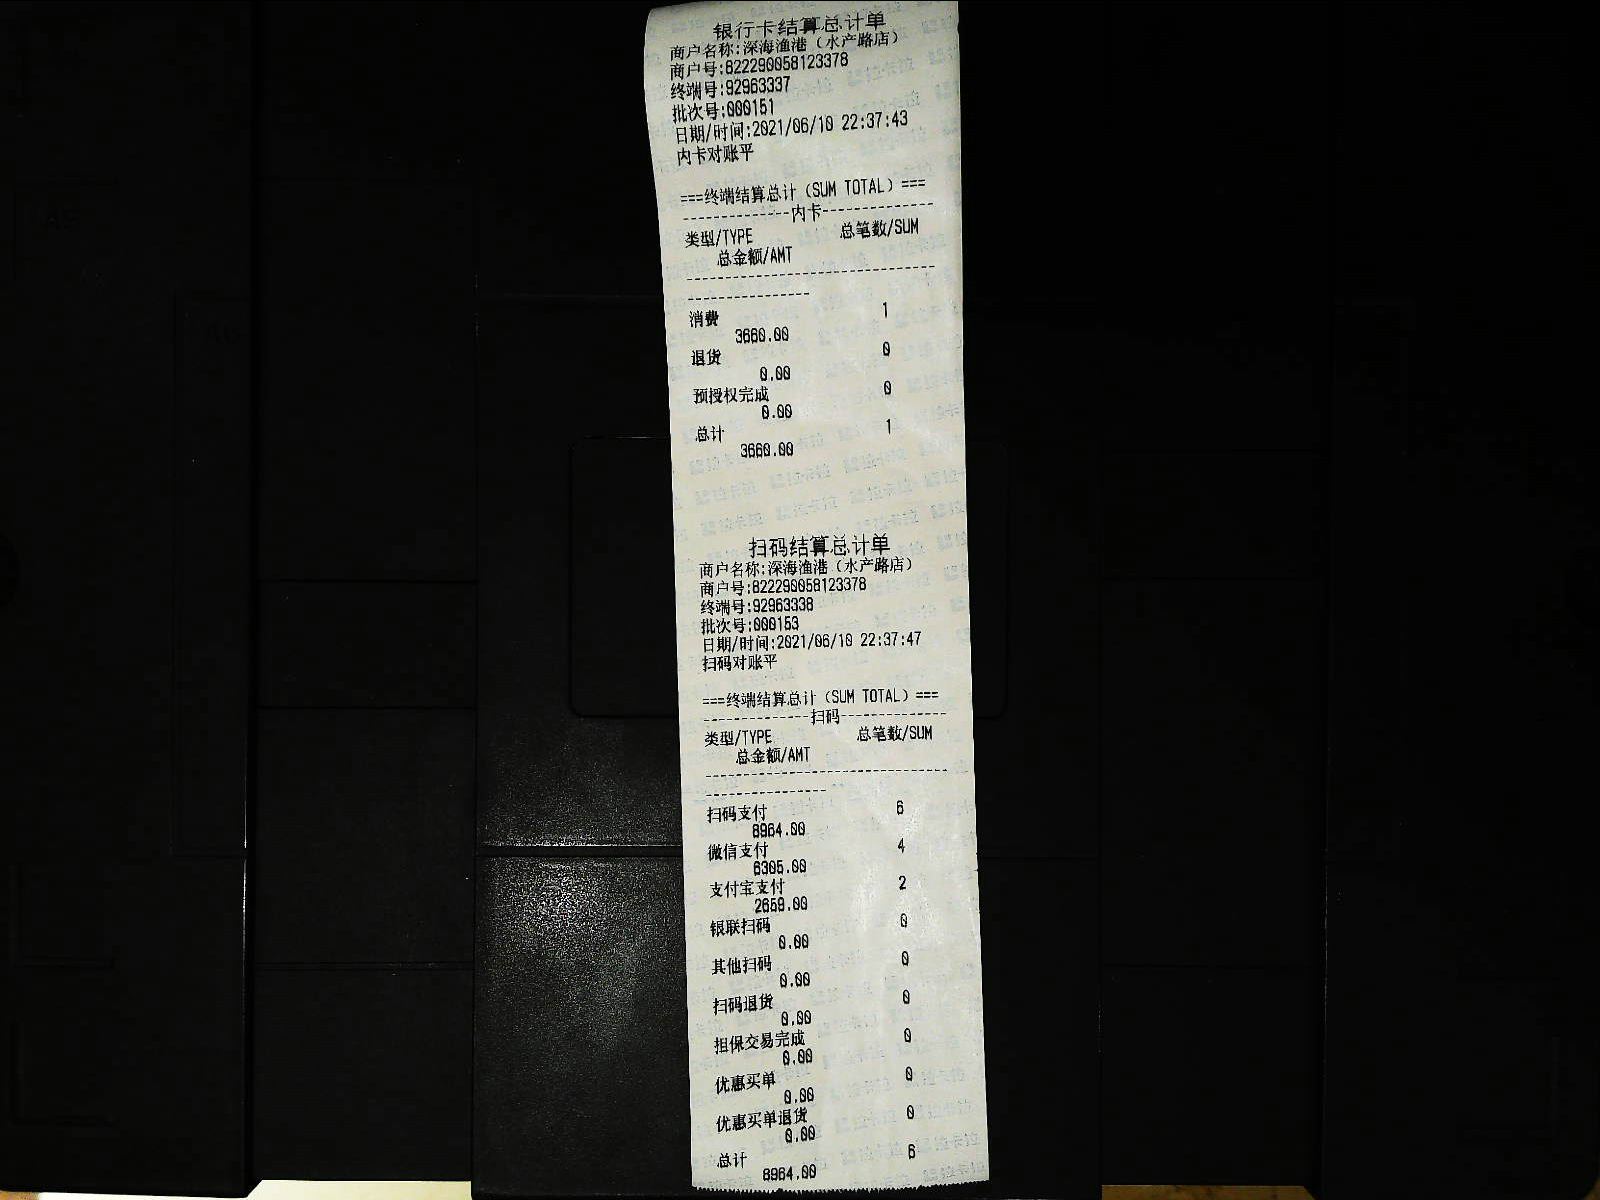 银行卡结算总计单
商户名称:深海渔港（水产路店）
商户号:822290058123378
终端号:92963337
批次号:000151
日期/时间:2021/06/10 22:37:43
内卡对账平
===终端结算总计（SUM TOTAL）===
---------------内卡---------------
类型/TYPE 总笔数/SUM
总金额/AMT
消费 1
3660.00
退货 0
0.00
预授权完成 0
0.00
总计 1
3660.00
扫码结算总计单
商户名称:深海渔港（水产路店）
商户号:822290058123378
终端号:92963338
批次号:000153
日期/时间:2021/06/10 22:37:47
扫码对账平
===终端结算总计（SUM TOTAL）===
---------------扫码---------------
类型/TYPE 总笔数/SUM
总金额/AMT
扫码支付 6
8964.00
微信支付 4
6305.00
支付宝支付 2
2659.00
银联扫码 0
0.00
其他扫码 0
0.00
扫码退货 0
0.00
担保交易完成 0
0.00
优惠买单 0
0.00
优惠买单退货 0
0.00
总计 6
8964.00